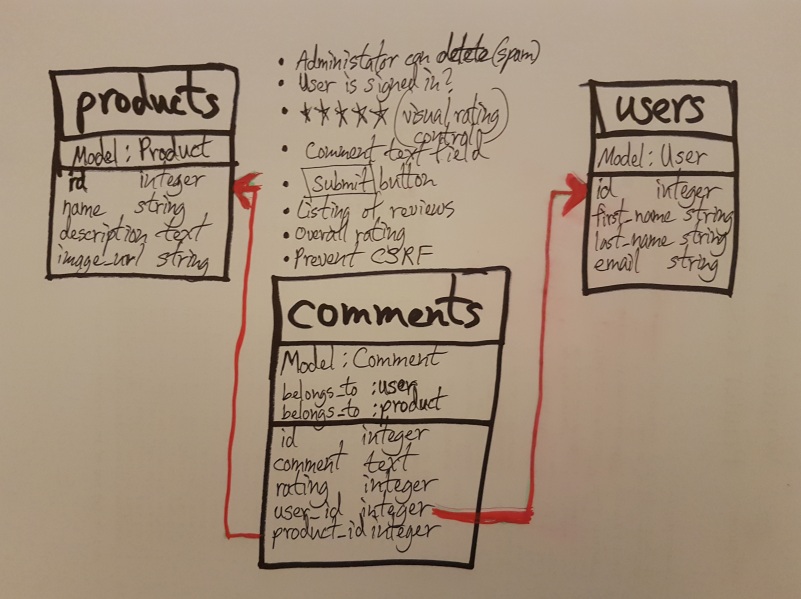 • Administator can delete (spam)
• User is signed in?
• ★★★★★ (visual rating
controll)
• Comment text field
• Submit button
• Listing of reviews
• Overall rating
• Prevent CSRF
products
Model: Product
id integer
name string
description text
image_url string
users
Model: User
id integer
first_name string
last_name string
email string
comments
Model: Comment
belongs_to :user
belongs_to :product
id integer
comment text
rating integer
user_id integer
product_id integer